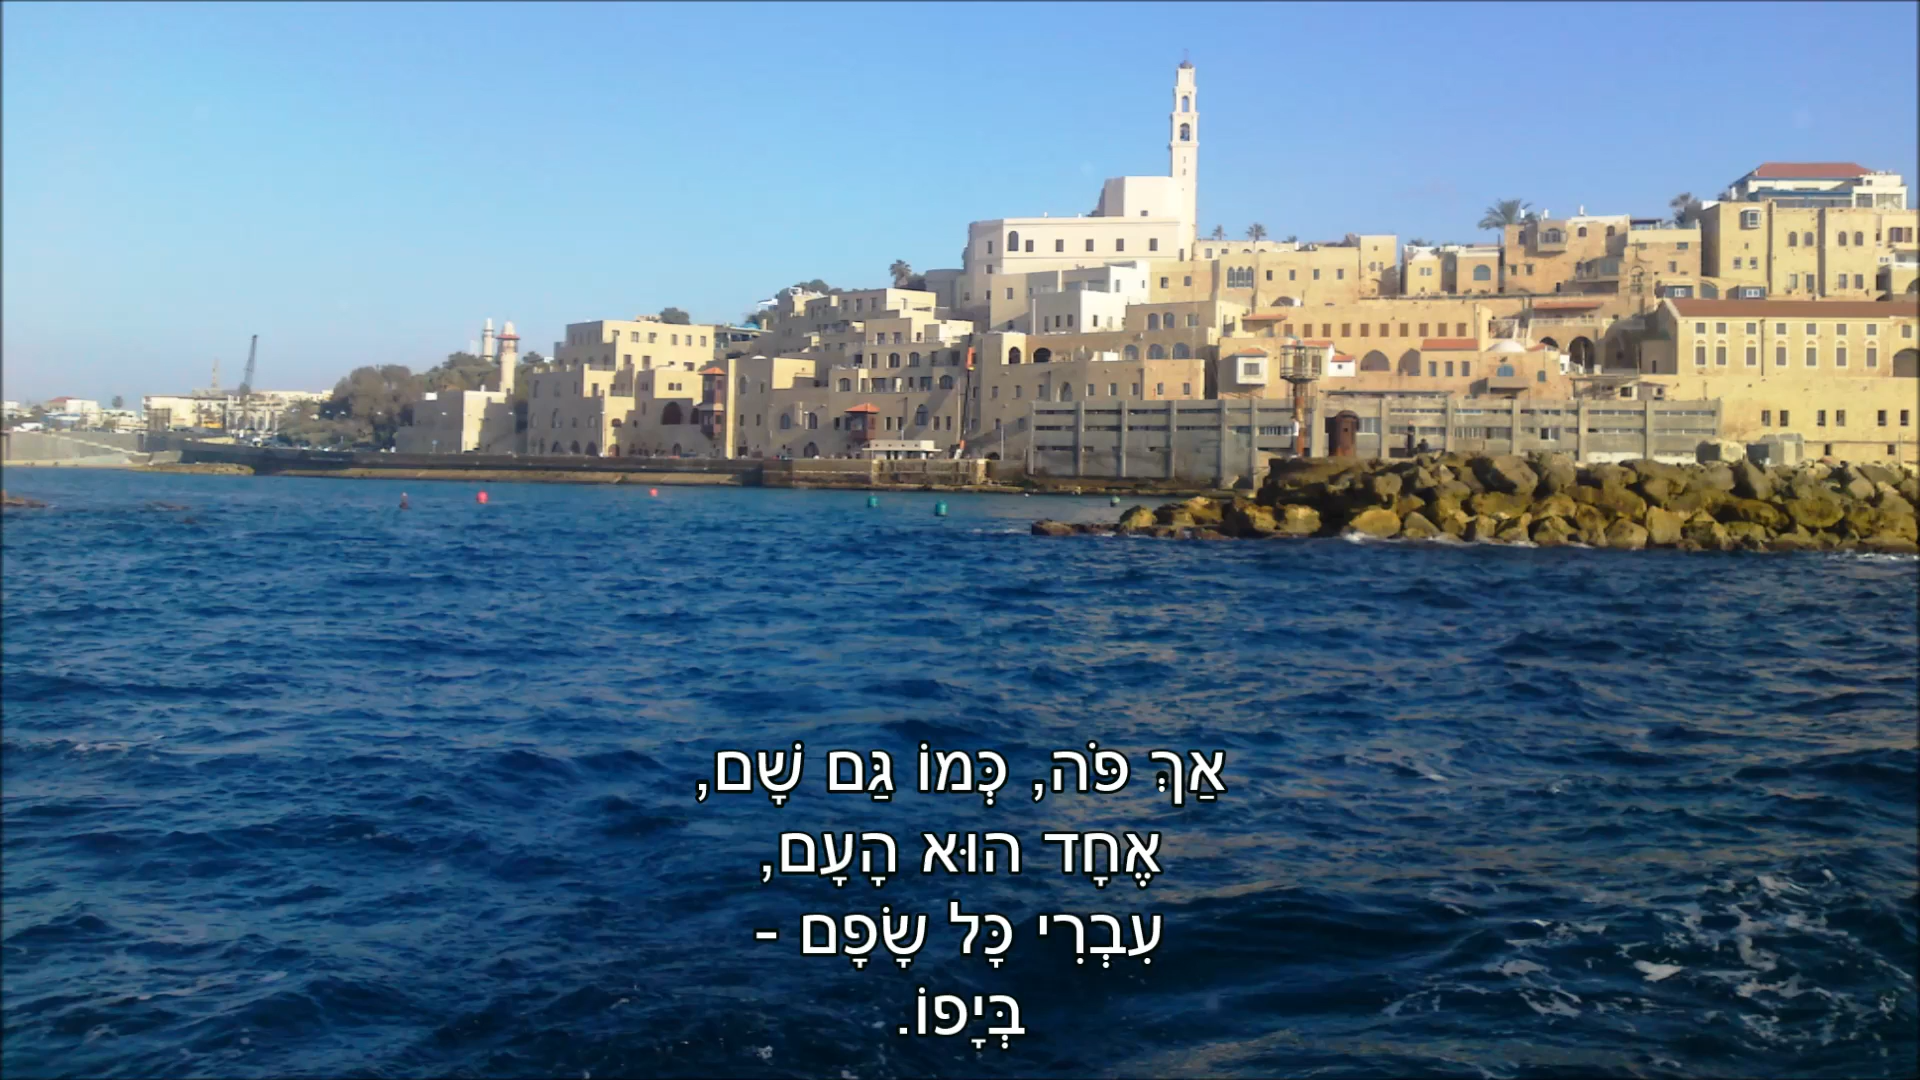 אַךְ פֹּה, כְּמוֹ גַּם שָׁם,
אֶחָד הוּא הָעָם,
עִבְרִי כָּל שָׂפָם -
בְּיָפוֹ.